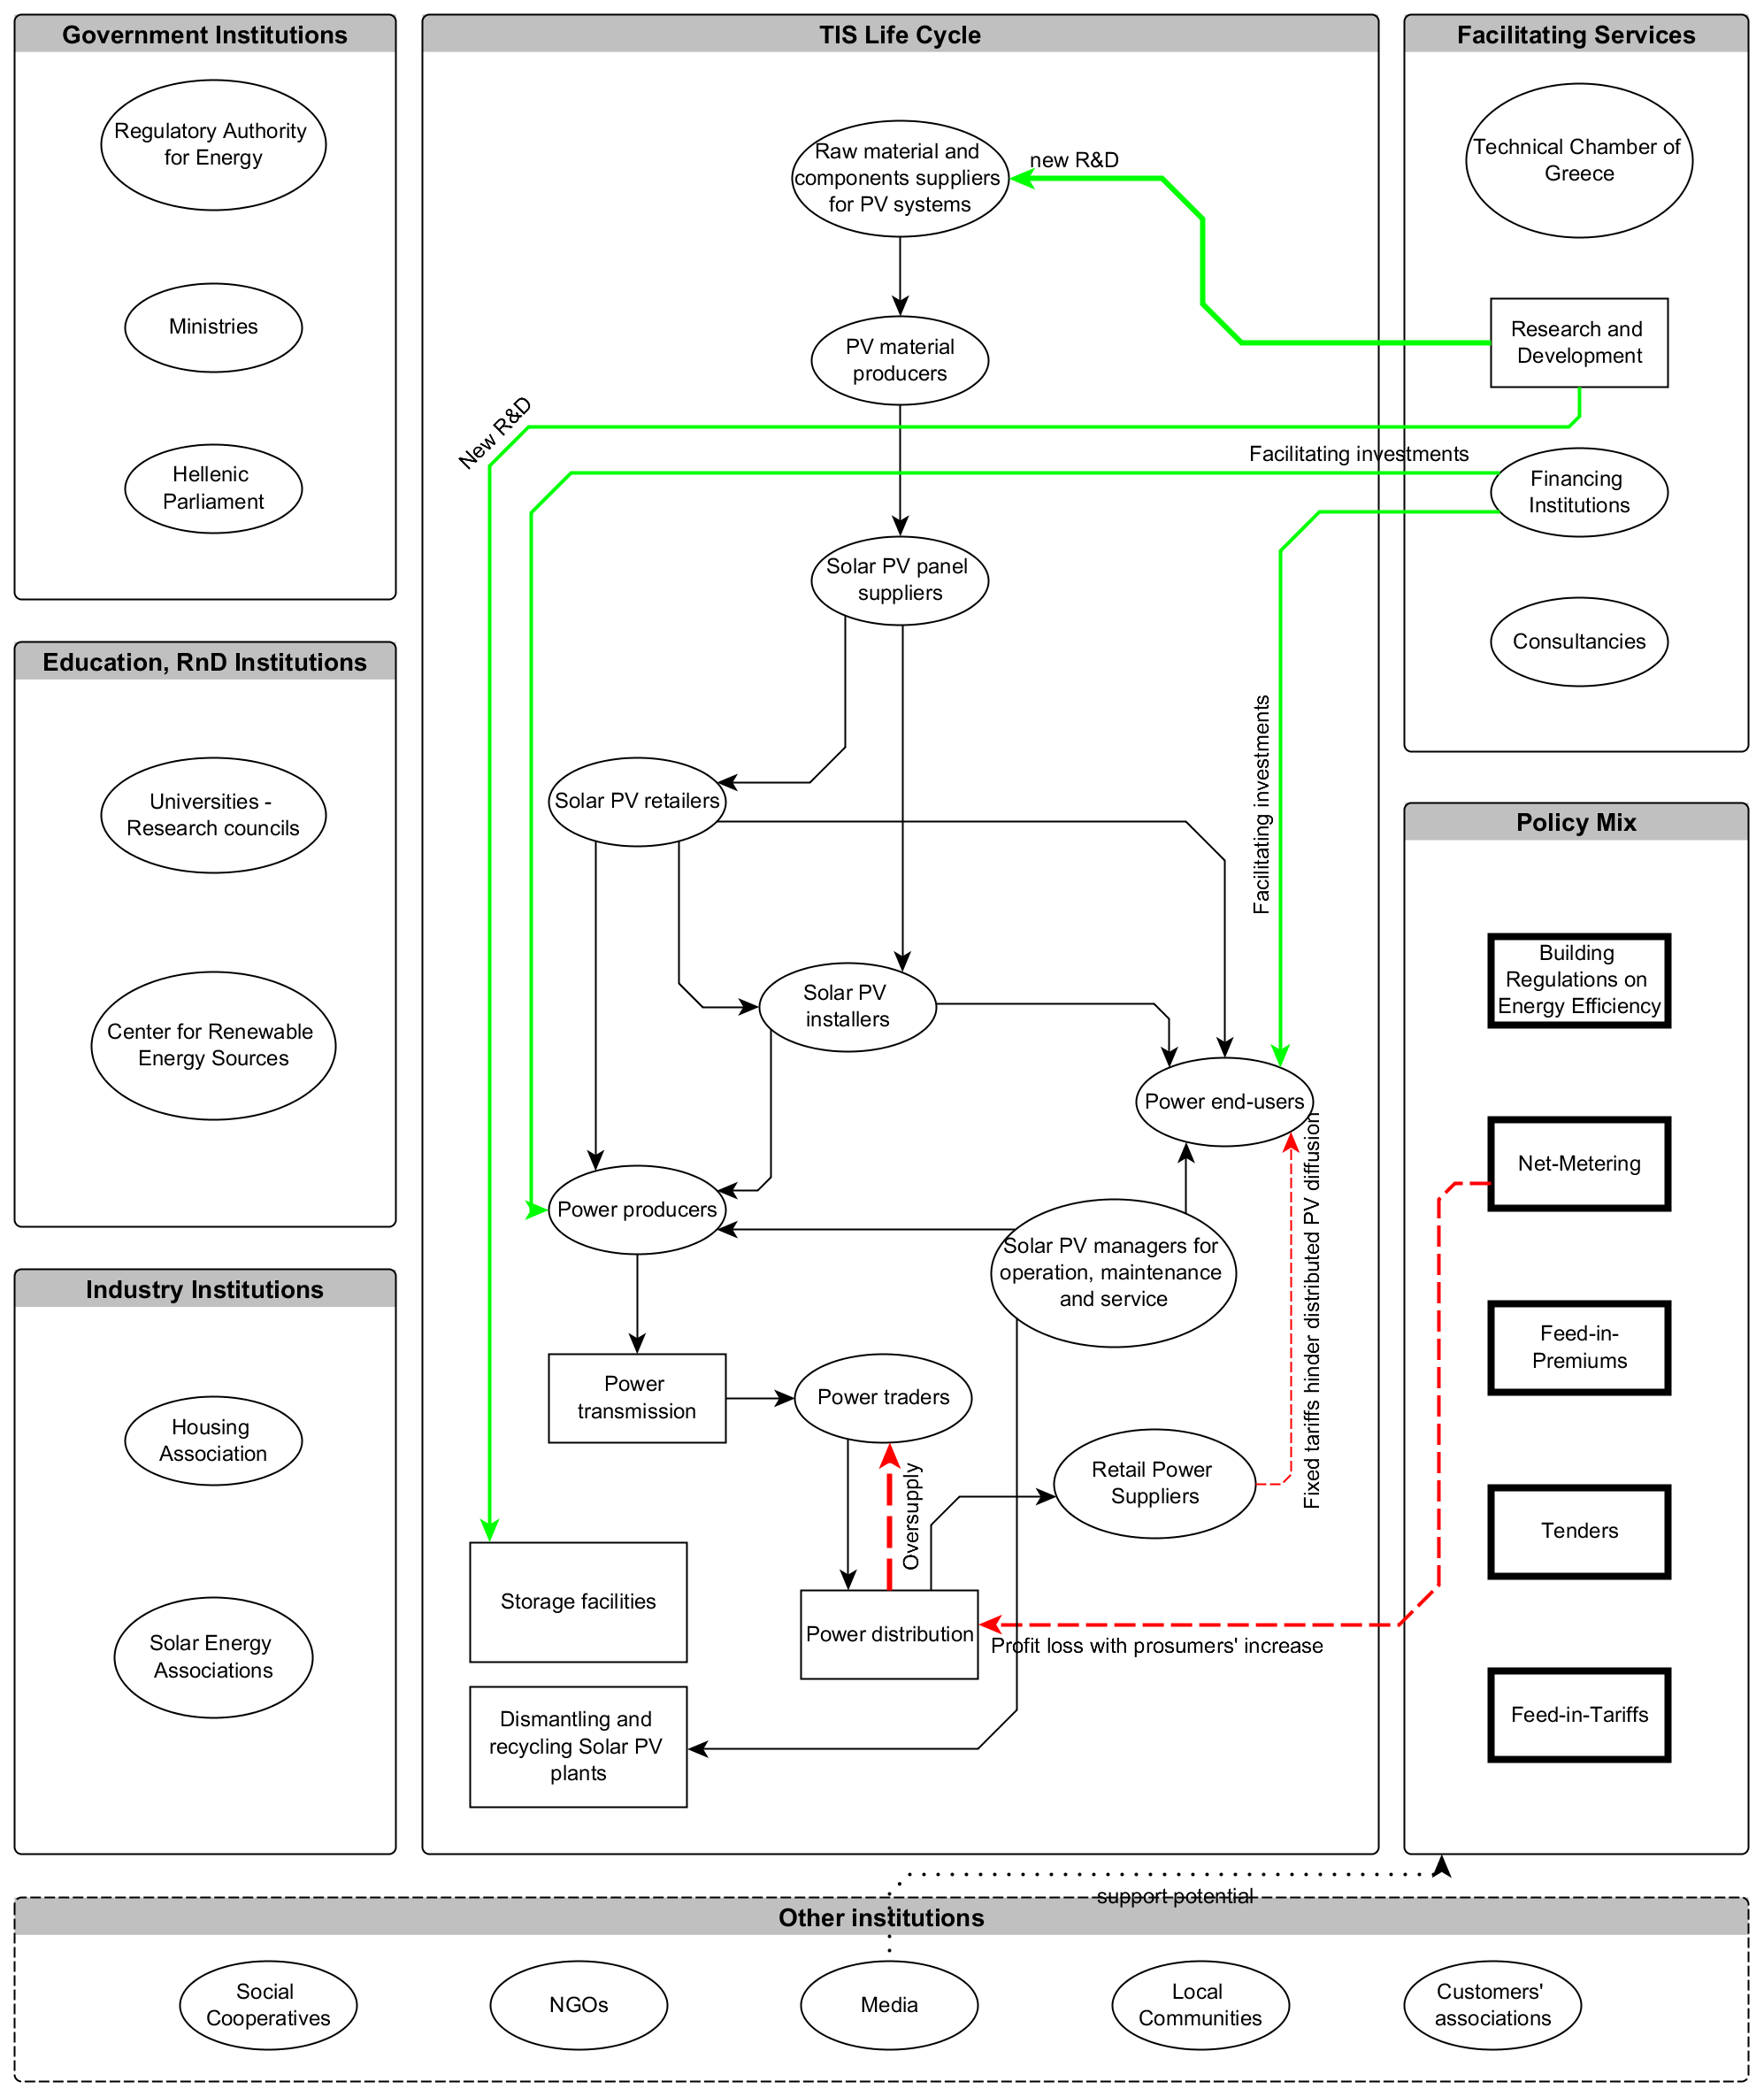 Government Institutions
Regulatory Authority
for Energy
Ministries
Hellenic
Parliament
Education, RnD Institutions
Universities -
Research councils
Center for Renewable
Energy Sources
Industry Institutions
Housing
Association
Solar Energy
Associations
TIS Life Cycle
Raw material and
components suppliers
for PV systems
new R&D
PV material
producers
New R&D
Facilitating investments
Solar PV panel
suppliers
Facilitating investments
Solar PV retailers
Solar PV
installers
Power end-users
Power producers
Solar PV managers for
operation, maintenance
and service
Fixed tariffs hinder distributed PV diffusion
Power
transmission
Power traders
Oversupply
Retail Power
Suppliers
Storage facilities
Power distribution
Profit loss with prosumers' increase
Dismantling and
recycling Solar PV
plants
Facilitating Services
Technical Chamber of
Greece
Research and
Development
Financing
Institutions
Consultancies
Policy Mix
Building
Regulations on
Energy Efficiency
Net-Metering
Feed-in-
Premiums
Tenders
Feed-in-Tariffs
support potential
Other institutions
Social
Cooperatives
NGOs
Media
Local
Communities
Customers'
associations